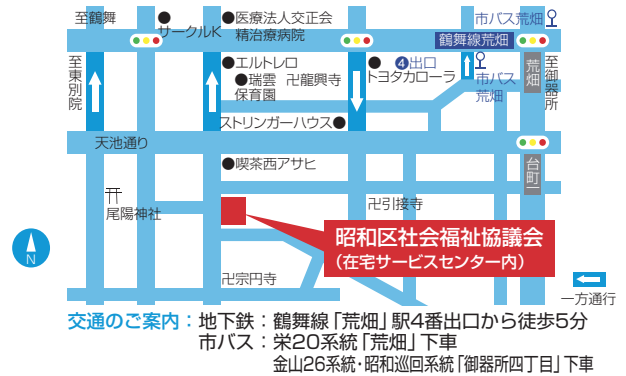 至鶴舞
サークルK
医療法人交正会
精治療病院
市バス荒畑
鶴舞線荒畑
至東別院
エルトレロ
瑞雲
保育園
卍龍興寺
❹出口
トヨタカローラ
市バス
荒畑
荒畑
至御器所
ストリンガーハウス
天池通り
喫茶西アサヒ
台町
尾陽神社
卍引接寺
昭和区社会福祉協議会
(在宅サービスセンター内)
N
卍宗円寺
一方通行
交通のご案内：地下鉄：鶴舞線「荒畑」駅4番出口から徒歩5分
市バス：栄20系統「荒畑」下車
金山26系統・昭和巡回系統「御器所四丁目」下車